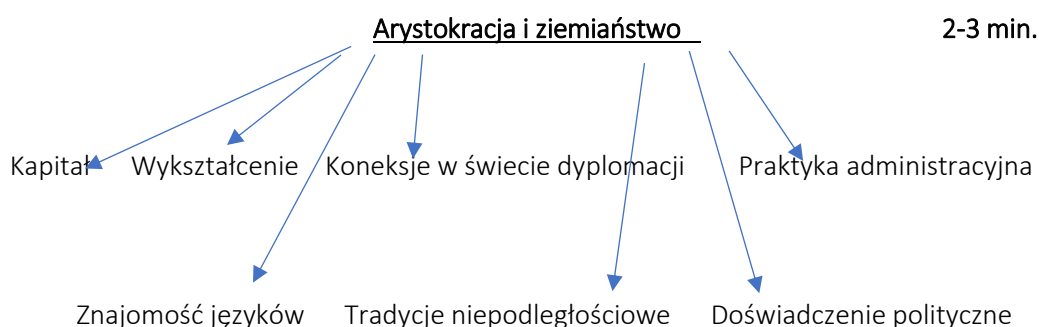 Arystokracja i ziemiaństwo 2-3 min.
Kapitał Wykształcenie Koneksje w świecie dyplomacji Praktyka administracyjna
Znajomość języków Tradycje niepodległościowe Doświadczenie polityczne